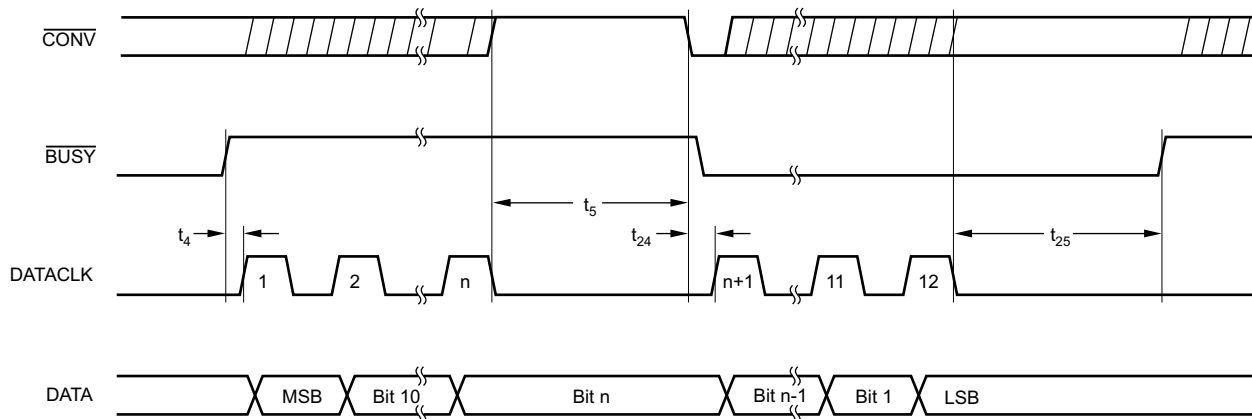 CONV
BUSY
t5
t4
t24
t25
DATACLK
1
2
n
n+1
11
12
DATA
MSB
Bit 10
Bit n
Bit n-1
Bit 1
LSB